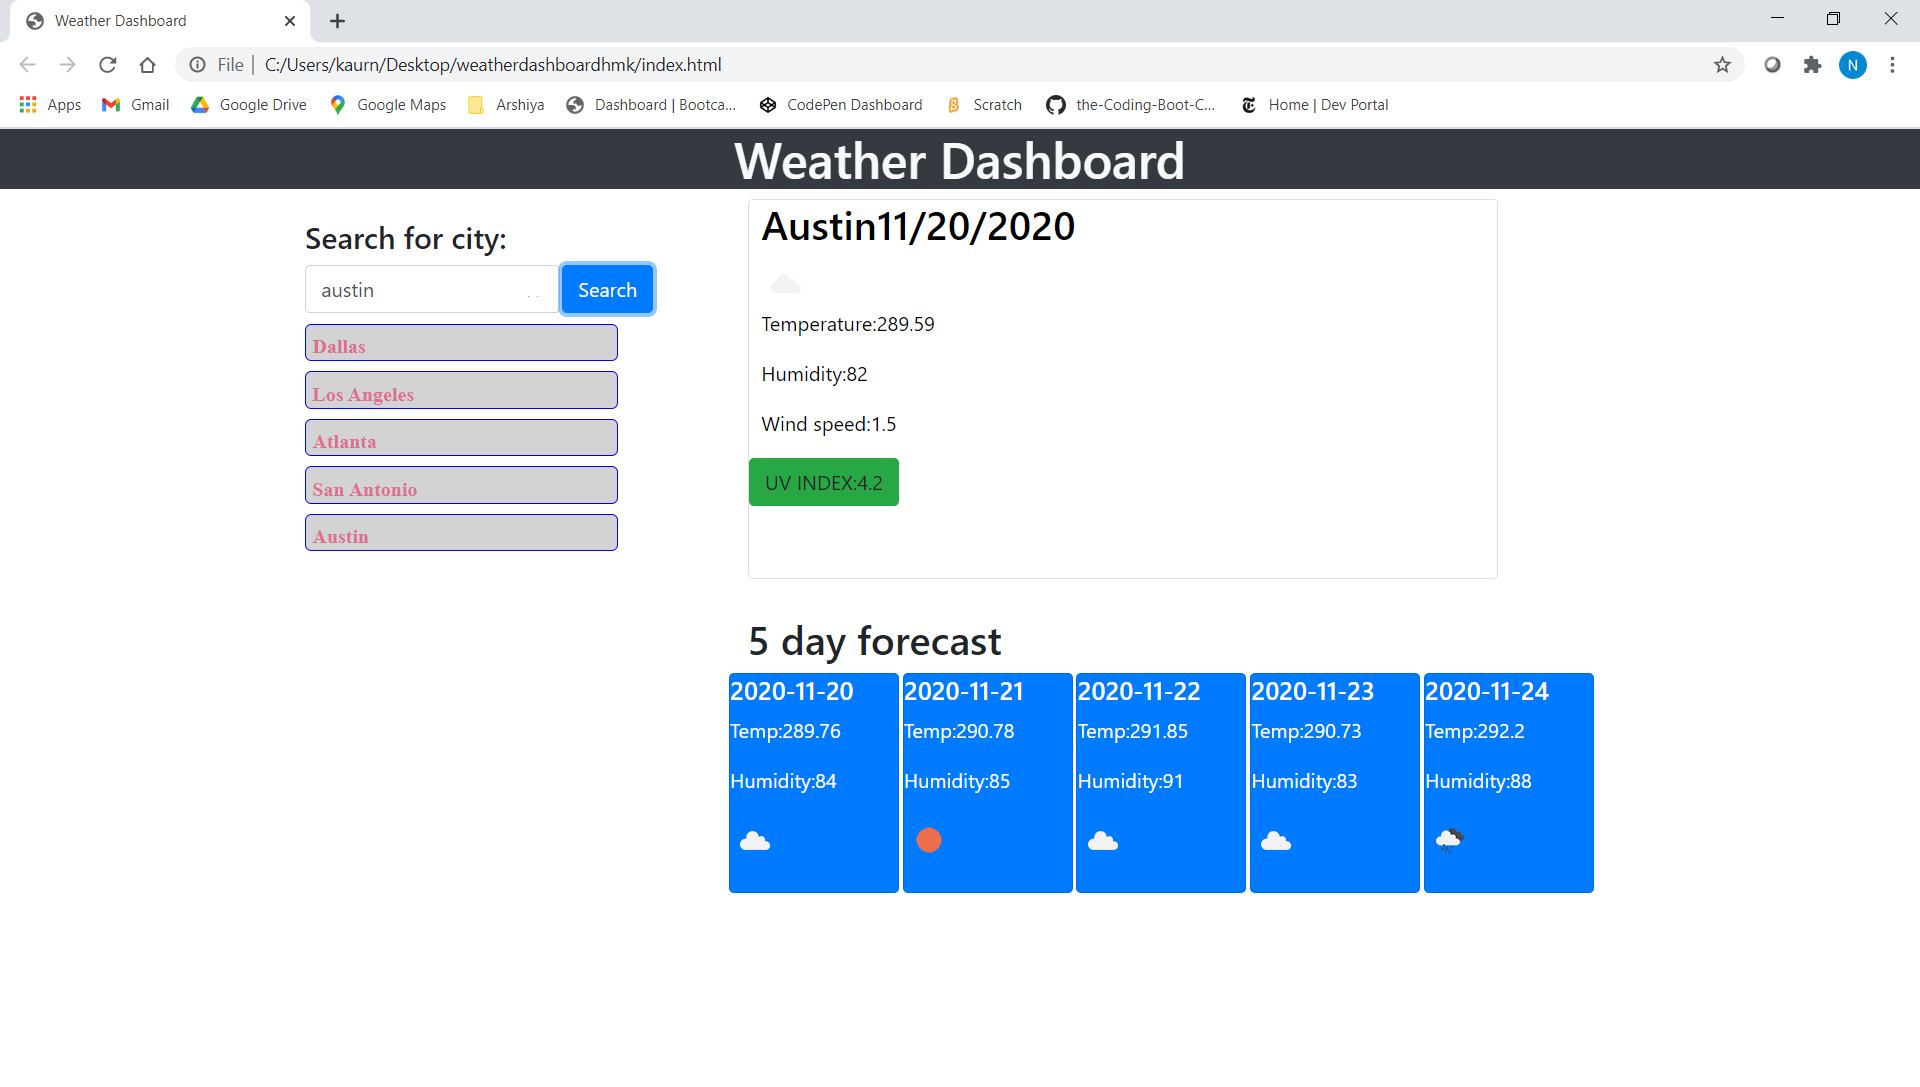 Weather Dashboard
File | C:/Users/kaurn/Desktop/weatherdashboardhmk/index.html
N
Apps Gmail Google Drive Google Maps Arshiya Dashboard | Bootca... CodePen Dashboard Scratch the-Coding-Boot-C... Home | Dev Portal
Weather Dashboard
Search for city:
austin
Search
Dallas
Los Angeles
Atlanta
San Antonio
Austin
Austin11/20/2020
Temperature:289.59
Humidity:82
Wind speed:1.5
UV INDEX:4.2
5 day forecast
2020-11-20
Temp:289.76
Humidity:84
2020-11-21
Temp:290.78
Humidity:85
2020-11-22
Temp:291.85
Humidity:91
2020-11-23
Temp:290.73
Humidity:83
2020-11-24
Temp:292.2
Humidity:88